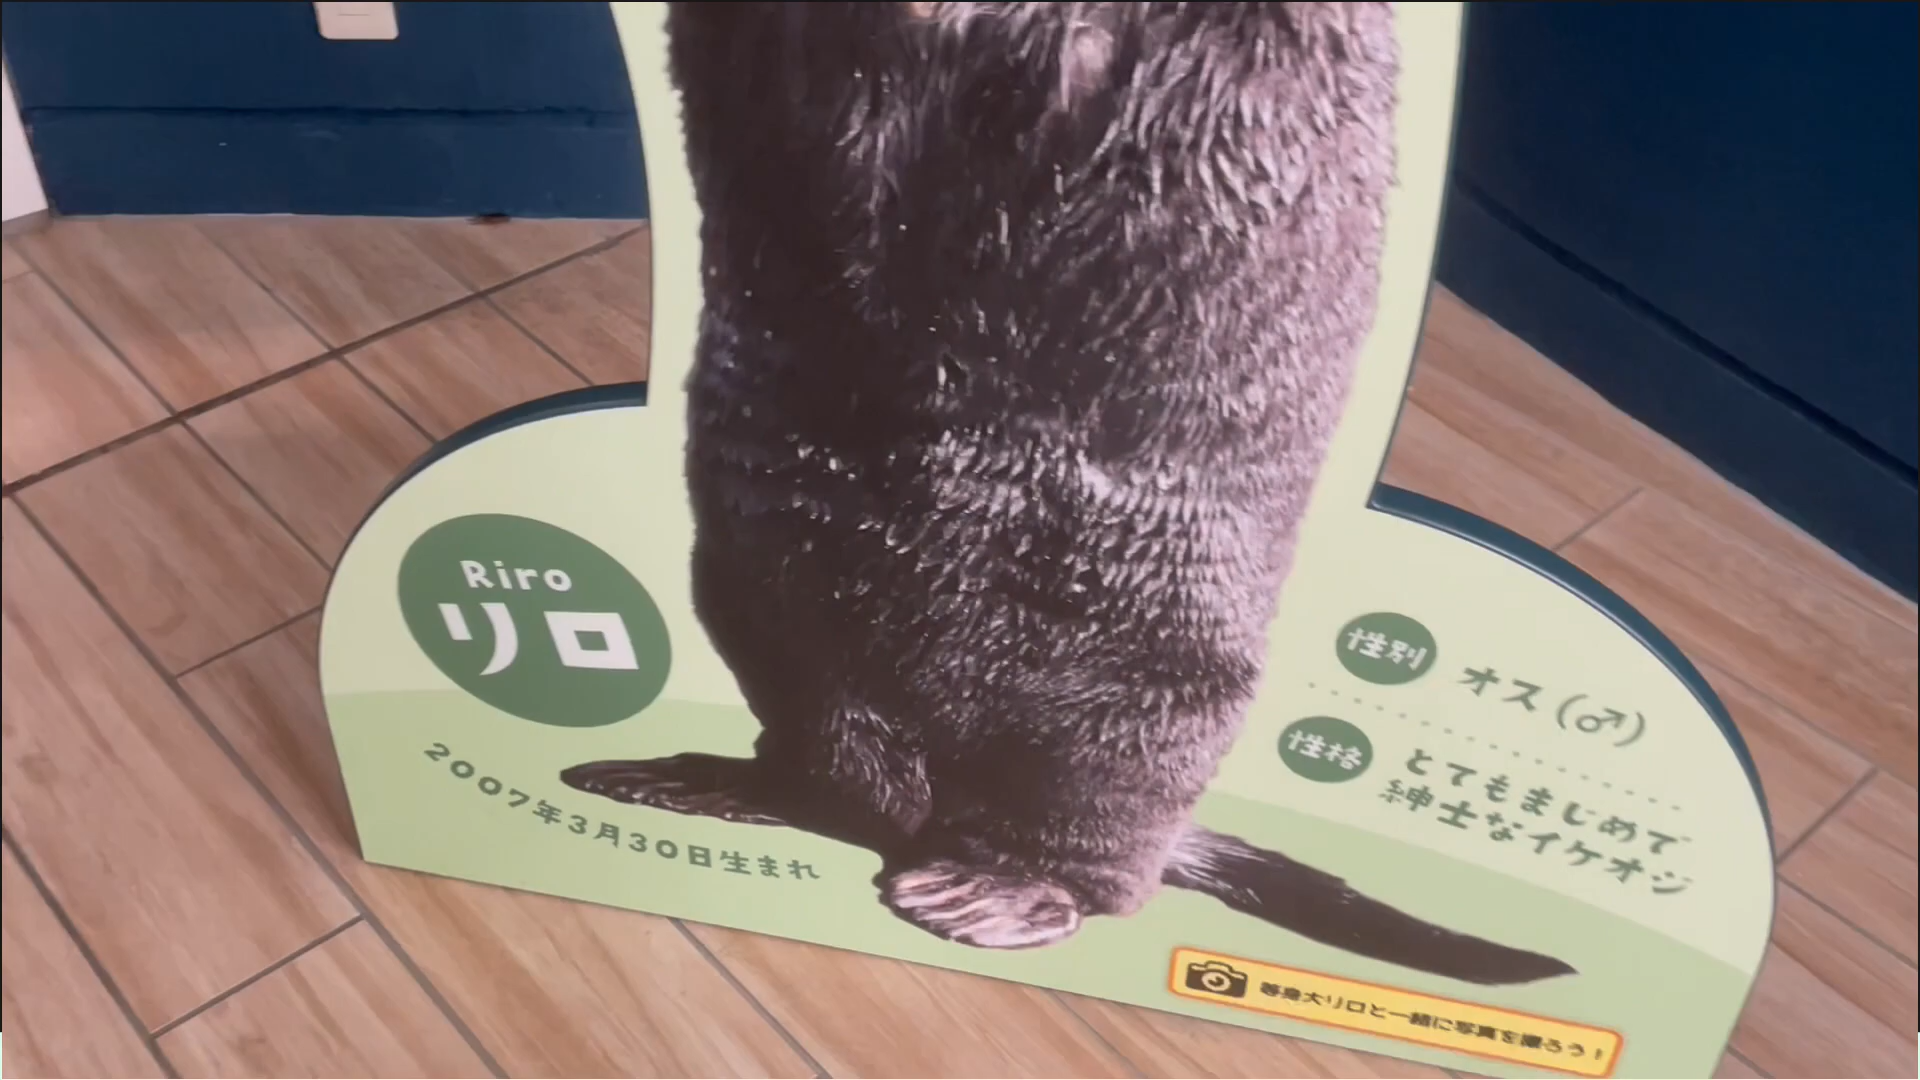 Riro
リロ
2007年3月30日生まれ
性別
オス(♂)
性格
とてもまじめで
紳士なイケオジ
等身大リロと一緒に写真を撮ろう!